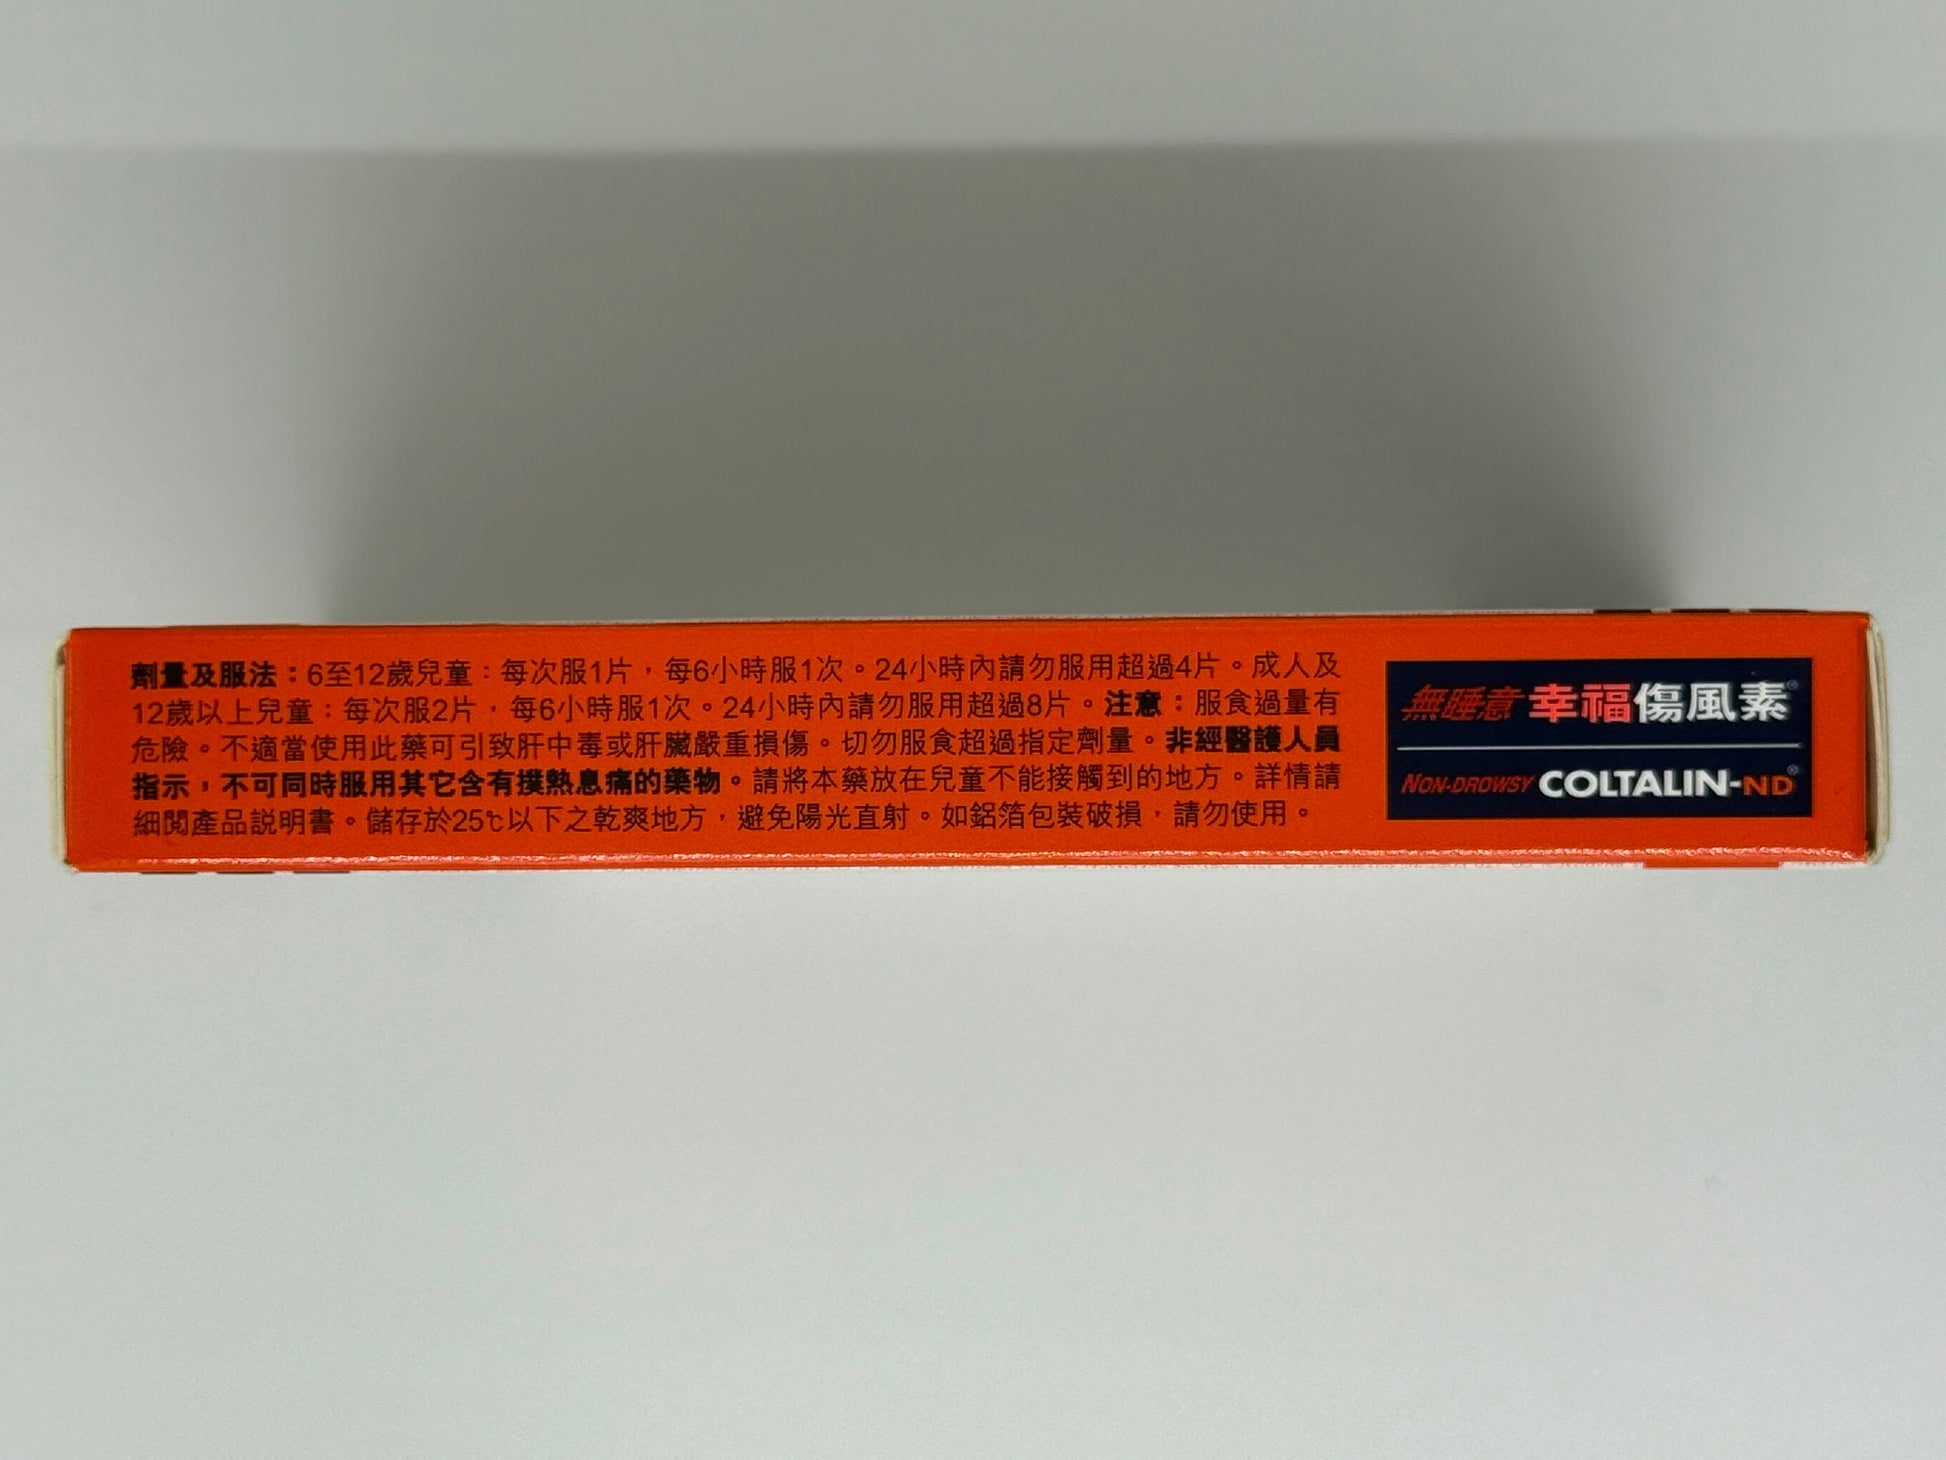 劑量及服法：6至12歲兒童：每次服1片，每6小時服1次。24小時內請勿服用超過4片。成人及
12歲以上兒童：每次服2片，每6小時服1次。24小時內請勿服用超過8片。注意：服食過量有
危險。不適當使用此藥可引致肝中毒或肝臟嚴重損傷。切勿服食超過指定劑量。非經醫護人員
指示，不可同時服用其它含有撲熱息痛的藥物。請將本藥放在兒童不能接觸到的地方。詳情請
細閱產品說明書。儲存於25℃以下之乾爽地方，避免陽光直射。如鋁箔包裝破損，請勿使用。
無睡意 幸福傷風素®
NON-DROWSY COLTALIN-ND®